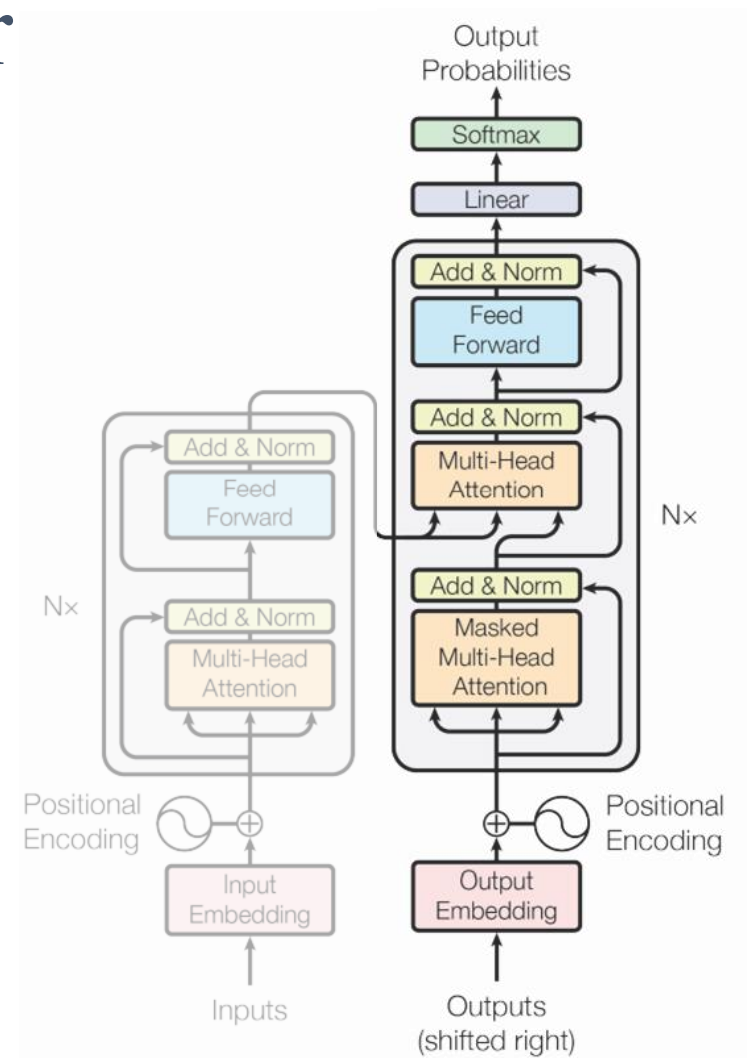 Output
Probabilities
Softmax
Linear
Add & Norm
Feed
Forward
Add & Norm
Multi-Head
Attention
Nx
Add & Norm
Masked
Multi-Head
Attention
Positional
Encoding
Output
Embedding
Outputs
(shifted right)
Add & Norm
Feed
Forward
Nx
Add & Norm
Multi-Head
Attention
Positional
Encoding
Input
Embedding
Inputs